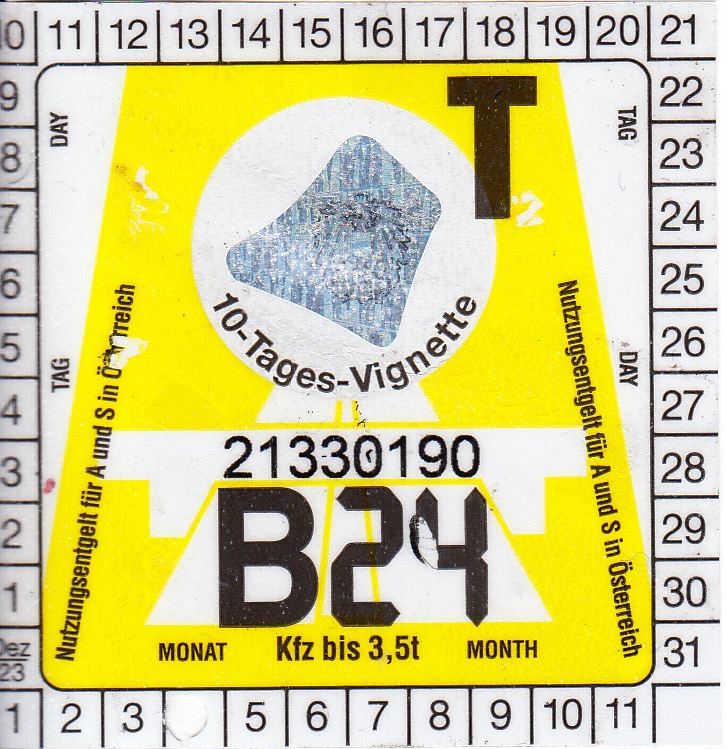 0 11 12 13 14 15 16 17 18 19 20 21
9 22
8 23
7 24
6 25
5 26
4 27
3 28
2 29
1 30
Dez 23 31
1 2 3 5 6 7 8 9 10 11
DAY
TAG
T
TAG
DAY
10-Tages-Vignette
Nutzungsentgelt für A und S in Österreich
Nutzungsentgelt für A und S in Österreich
21330190
B24
MONAT Kfz bis 3,5t MONTH